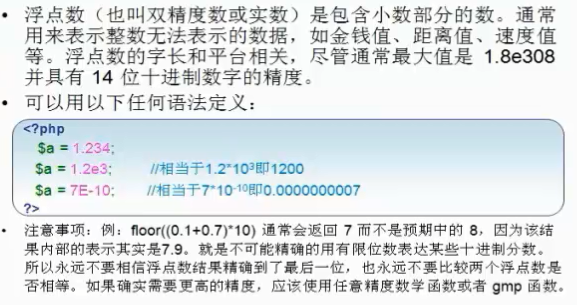 • 浮点数（也叫双精度数或实数）是包含小数部分的数。通常
用来表示整数无法表示的数据，如金钱值、距离值、速度值
等。浮点数的字长和平台相关，尽管通常最大值是 1.8e308
并具有 14 位十进制数字的精度。
• 可以用以下任何语法定义：
<?php
$a = 1.234;
$a = 1.2e3; //相当于1.2*10³即1200
$a = 7E-10; //相当于7*10⁻¹⁰即0.0000000007
?>
• 注意事项：例：floor((0.1+0.7)*10) 通常会返回 7 而不是预期中的 8，因为该结
果内部的表示其实是7.9。就是不可能精确的用有限位数表达某些十进制分数。
所以永远不要相信浮点数结果精确到了最后一位，也永远不要比较两个浮点数是
否相等。如果确实需要更高的精度，应该使用任意精度数学函数或者 gmp 函数。